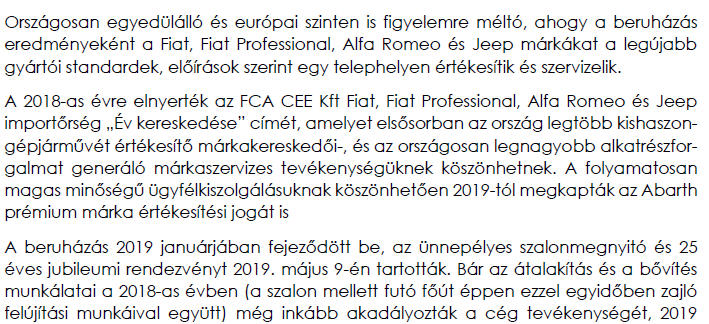 Országosan egyedülálló és európai szinten is figyelemre méltó, ahogy a beruházás
eredményeként a Fiat, Fiat Professional, Alfa Romeo és Jeep márkákat a legújabb
gyártói standardek, előírások szerint egy telephelyen értékesítik és szervizelik.
A 2018-as évre elnyerték az FCA CEE Kft Fiat, Fiat Professional, Alfa Romeo és Jeep
importőrség „Év kereskedése” címét, amelyet elsősorban az ország legtöbb kishaszon-
gépjárművét értékesítő márkakereskedői-, és az országosan legnagyobb alkatrészfor-
galmat generáló márkaszervizes tevékenységüknek köszönhetnek. A folyamatosan
magas minőségű ügyfélkiszolgálásuknak köszönhetően 2019-tól megkapták az Abarth
prémium márka értékesítési jogát is
A beruházás 2019 januárjában fejeződött be, az ünnepélyes szalonmegnyitó és 25
éves jubileumi rendezvényt 2019. május 9-én tartották. Bár az átalakítás és a bővítés
munkálatai a 2018-as évben (a szalon mellett futó főút éppen ezzel egyidőben zajló
felújítási munkáival együtt) még inkább akadályozták a cég tevékenységét, 2019